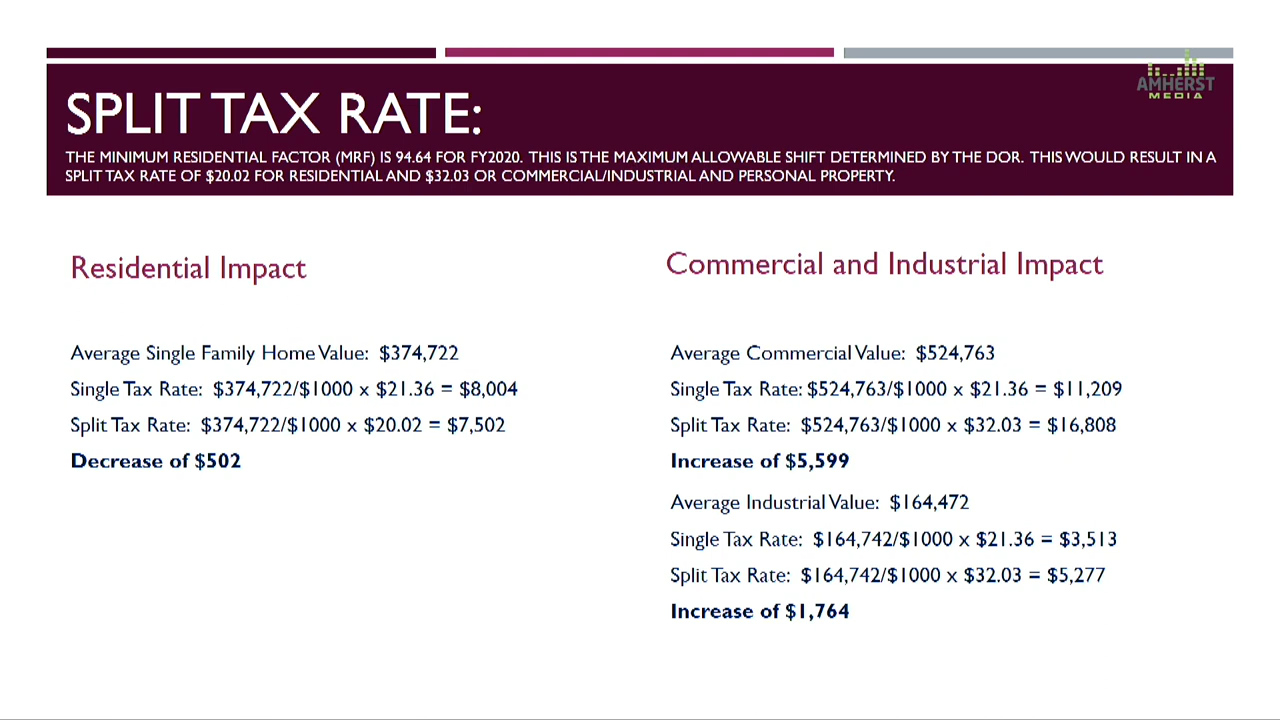 AMHERST
MEDIA
SPLIT TAX RATE:
THE MINIMUM RESIDENTIAL FACTOR (MRF) IS 94.64 FOR FY2020. THIS IS THE MAXIMUM ALLOWABLE SHIFT DETERMINED BY THE DOR. THIS WOULD RESULT IN A
SPLIT TAX RATE OF $20.02 FOR RESIDENTIAL AND $32.03 OR COMMERCIAL/INDUSTRIAL AND PERSONAL PROPERTY.
Residential Impact
Average Single Family Home Value: $374,722
Single Tax Rate: $374,722/$1000 x $21.36 = $8,004
Split Tax Rate: $374,722/$1000 x $20.02 = $7,502
Decrease of $502
Commercial and Industrial Impact
Average Commercial Value: $524,763
Single Tax Rate: $524,763/$1000 x $21.36 = $11,209
Split Tax Rate: $524,763/$1000 x $32.03 = $16,808
Increase of $5,599
Average Industrial Value: $164,472
Single Tax Rate: $164,742/$1000 x $21.36 = $3,513
Split Tax Rate: $164,742/$1000 x $32.03 = $5,277
Increase of $1,764